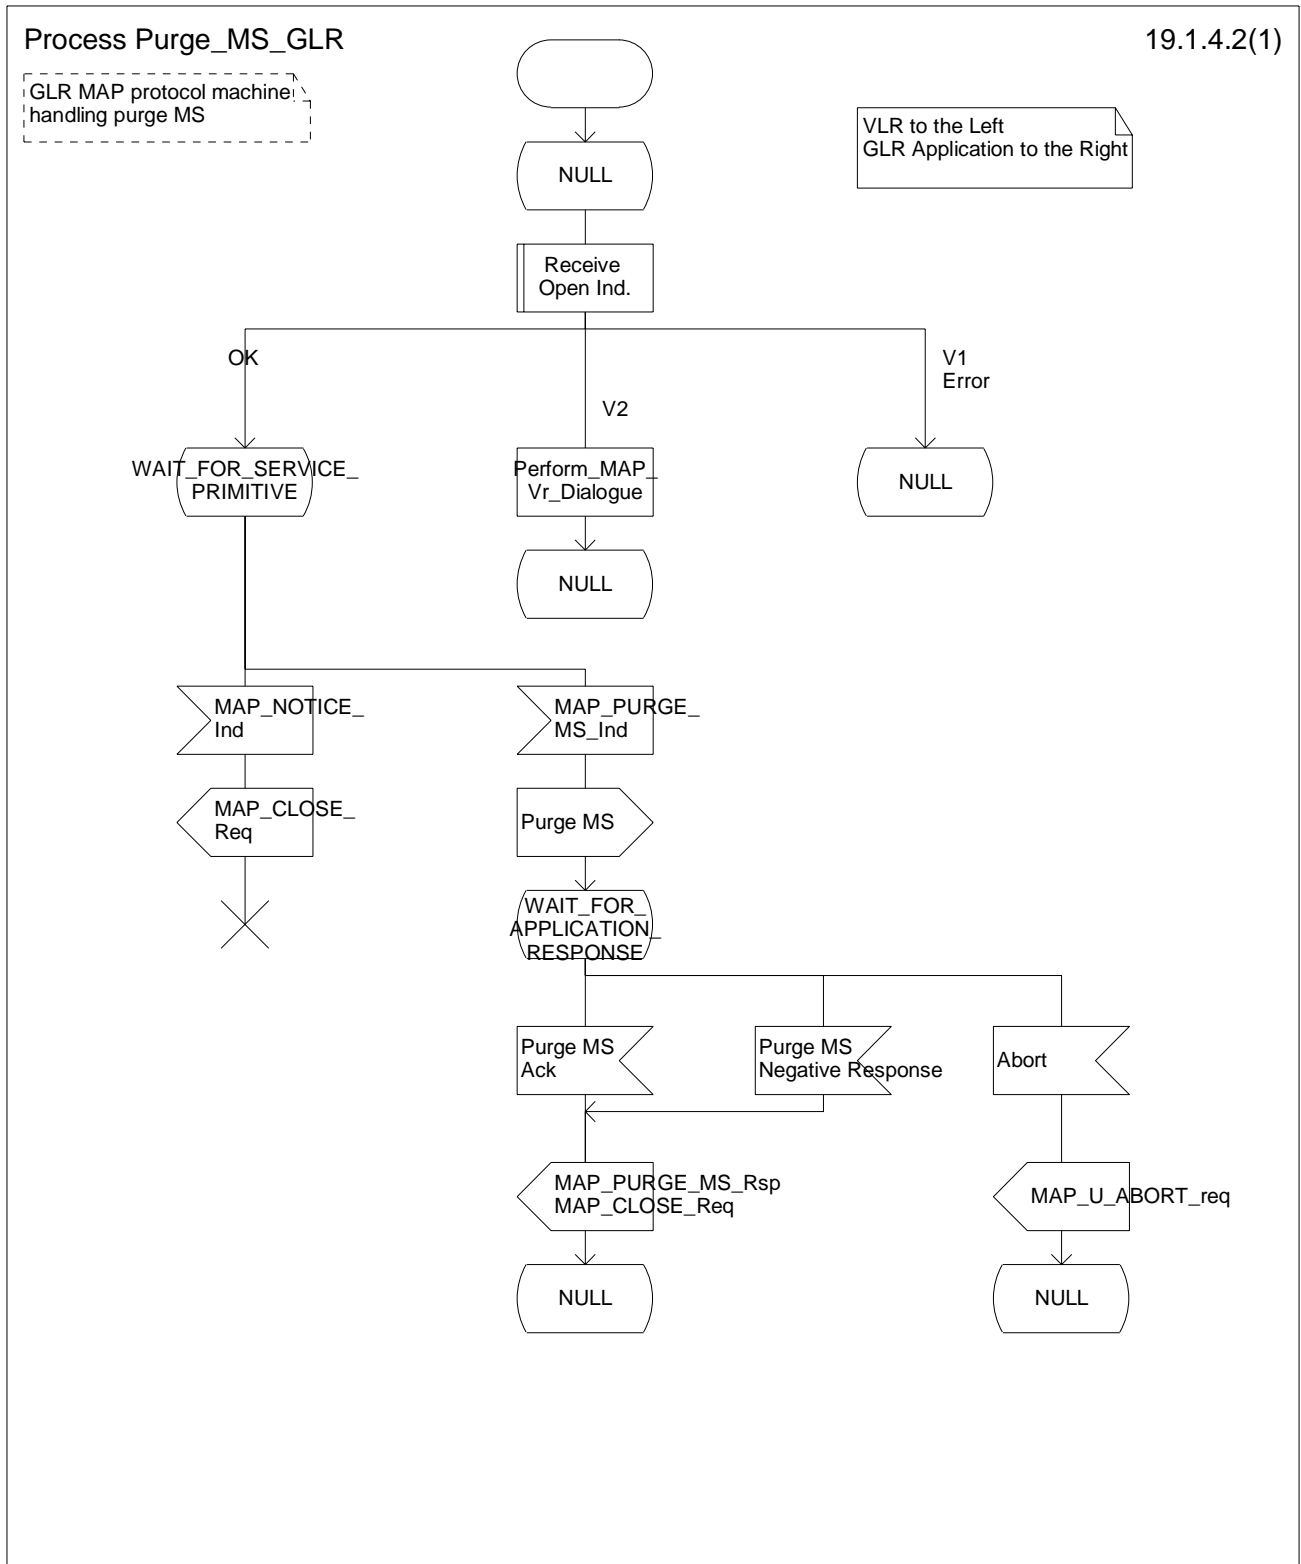 Process Purge_MS_GLR
19.1.4.2(1)
GLR MAP protocol machine
handling purge MS
VLR to the Left
GLR Application to the Right
NULL
Receive
Open Ind.
OK
V2
V1
Error
WAIT_FOR_SERVICE_
PRIMITIVE
Perform_MAP_
Vr_Dialogue
NULL
NULL
MAP_NOTICE_
Ind
MAP_PURGE_
MS_Ind
MAP_CLOSE_
Req
Purge MS
WAIT_FOR_
APPLICATION_
RESPONSE
Purge MS
Ack
Purge MS
Negative Response
Abort
MAP_PURGE_MS_Rsp
MAP_CLOSE_Req
MAP_U_ABORT_req
NULL
NULL